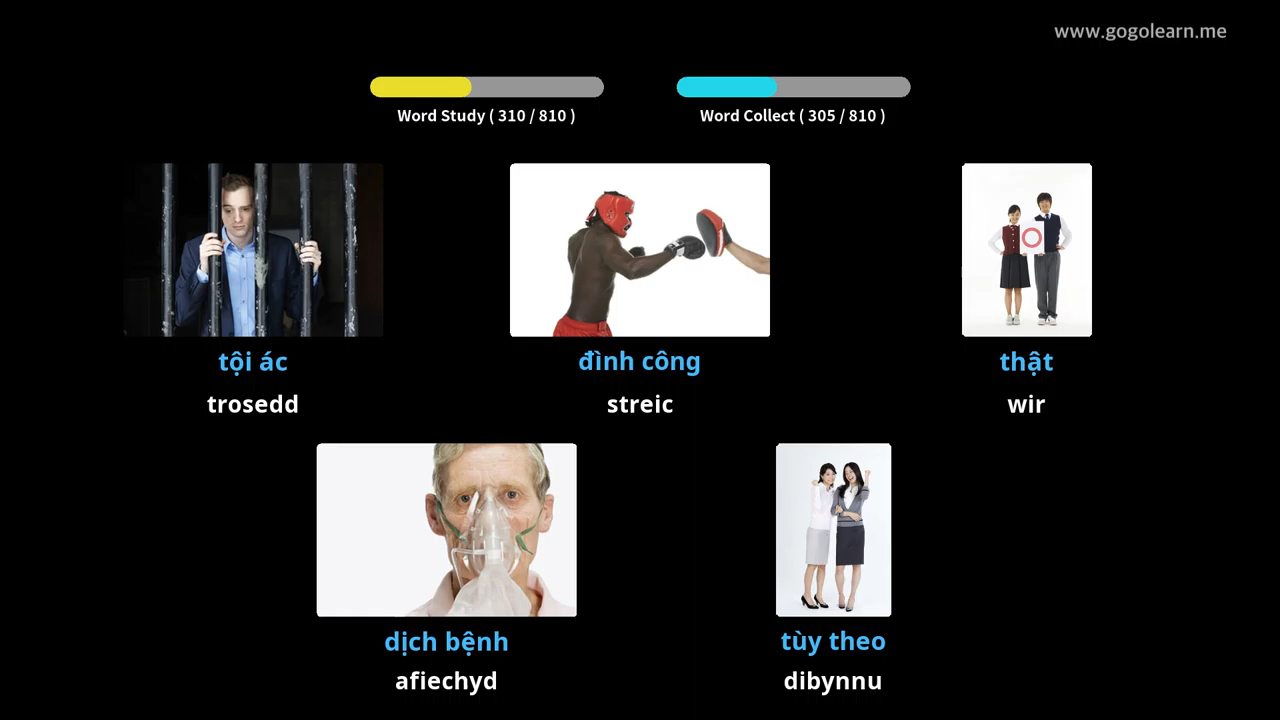 www.gogolearn.me
Word Study ( 310 / 810 )
Word Collect ( 305 / 810 )
tội ác
đình công
thật
trosedd
streic
wir
dịch bệnh
tùy theo
afiechyd
dibynnu